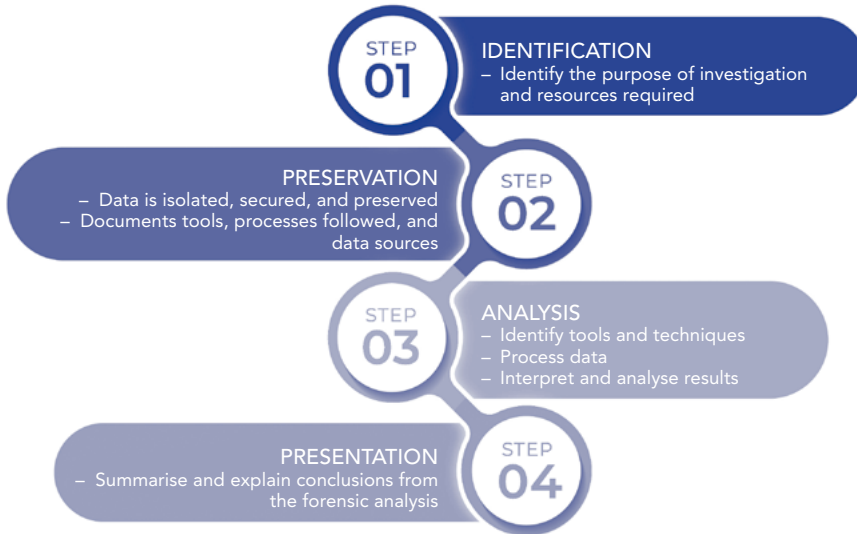 STEP
01
IDENTIFICATION
– Identify the purpose of investigation
and resources required
PRESERVATION
– Data is isolated, secured, and preserved
– Documents tools, processes followed, and
data sources
STEP
02
STEP
03
ANALYSIS
– Identify tools and techniques
– Process data
– Interpret and analyse results
PRESENTATION
– Summarise and explain conclusions from
the forensic analysis
STEP
04